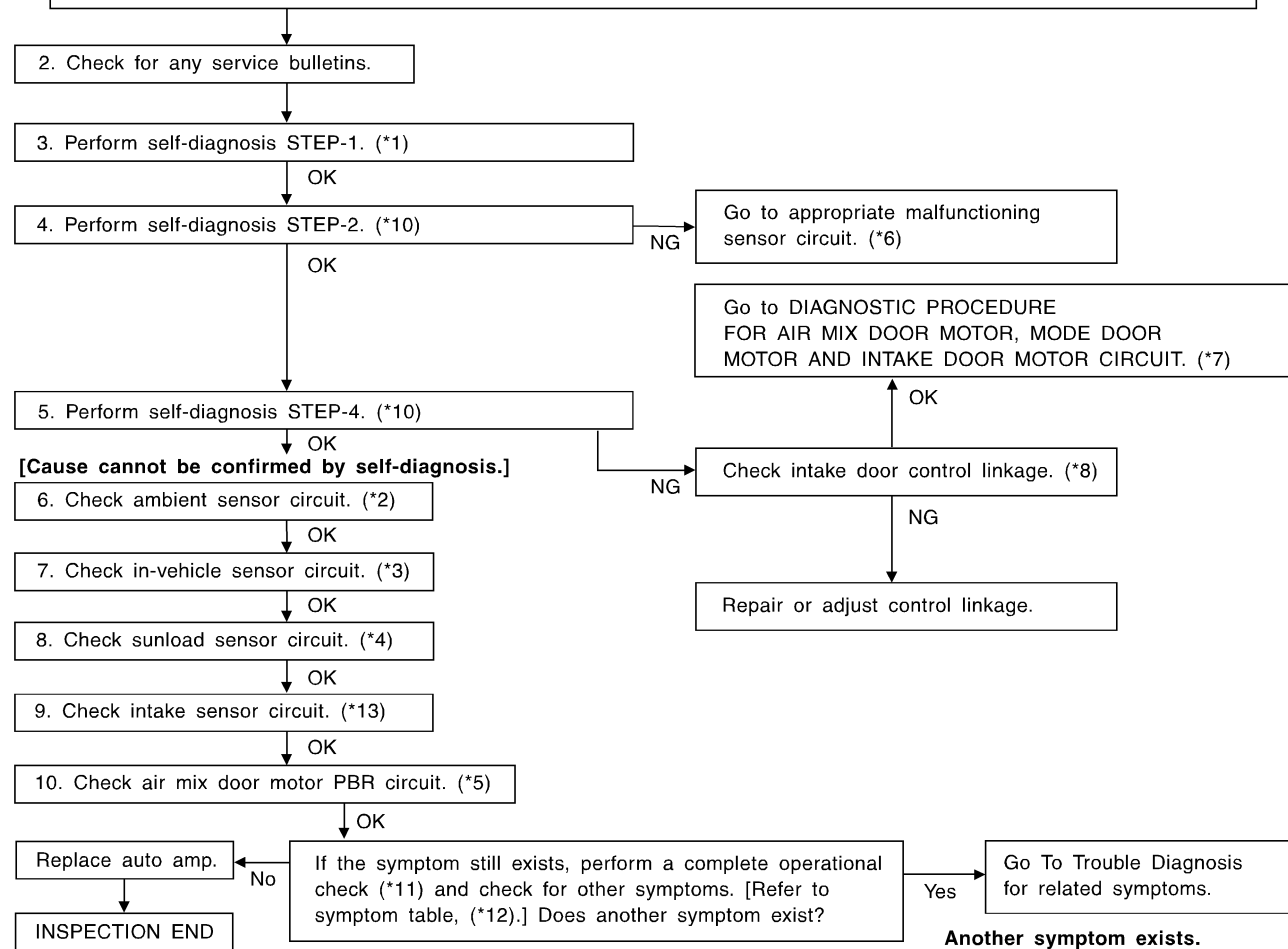 2. Check for any service bulletins.
3. Perform self-diagnosis STEP-1. (*1)
OK
4. Perform self-diagnosis STEP-2. (*10)
NG
Go to appropriate malfunctioning
sensor circuit. (*6)
OK
Go to DIAGNOSTIC PROCEDURE
FOR AIR MIX DOOR MOTOR, MODE DOOR
MOTOR AND INTAKE DOOR MOTOR CIRCUIT. (*7)
OK
5. Perform self-diagnosis STEP-4. (*10)
OK
NG
Check intake door control linkage. (*8)
NG
Repair or adjust control linkage.
[Cause cannot be confirmed by self-diagnosis.]
6. Check ambient sensor circuit. (*2)
OK
7. Check in-vehicle sensor circuit. (*3)
OK
8. Check sunload sensor circuit. (*4)
OK
9. Check intake sensor circuit. (*13)
OK
10. Check air mix door motor PBR circuit. (*5)
OK
If the symptom still exists, perform a complete operational
check (*11) and check for other symptoms. [Refer to
symptom table, (*12).] Does another symptom exist?
No
Replace auto amp.
INSPECTION END
Yes
Go To Trouble Diagnosis
for related symptoms.
Another symptom exists.